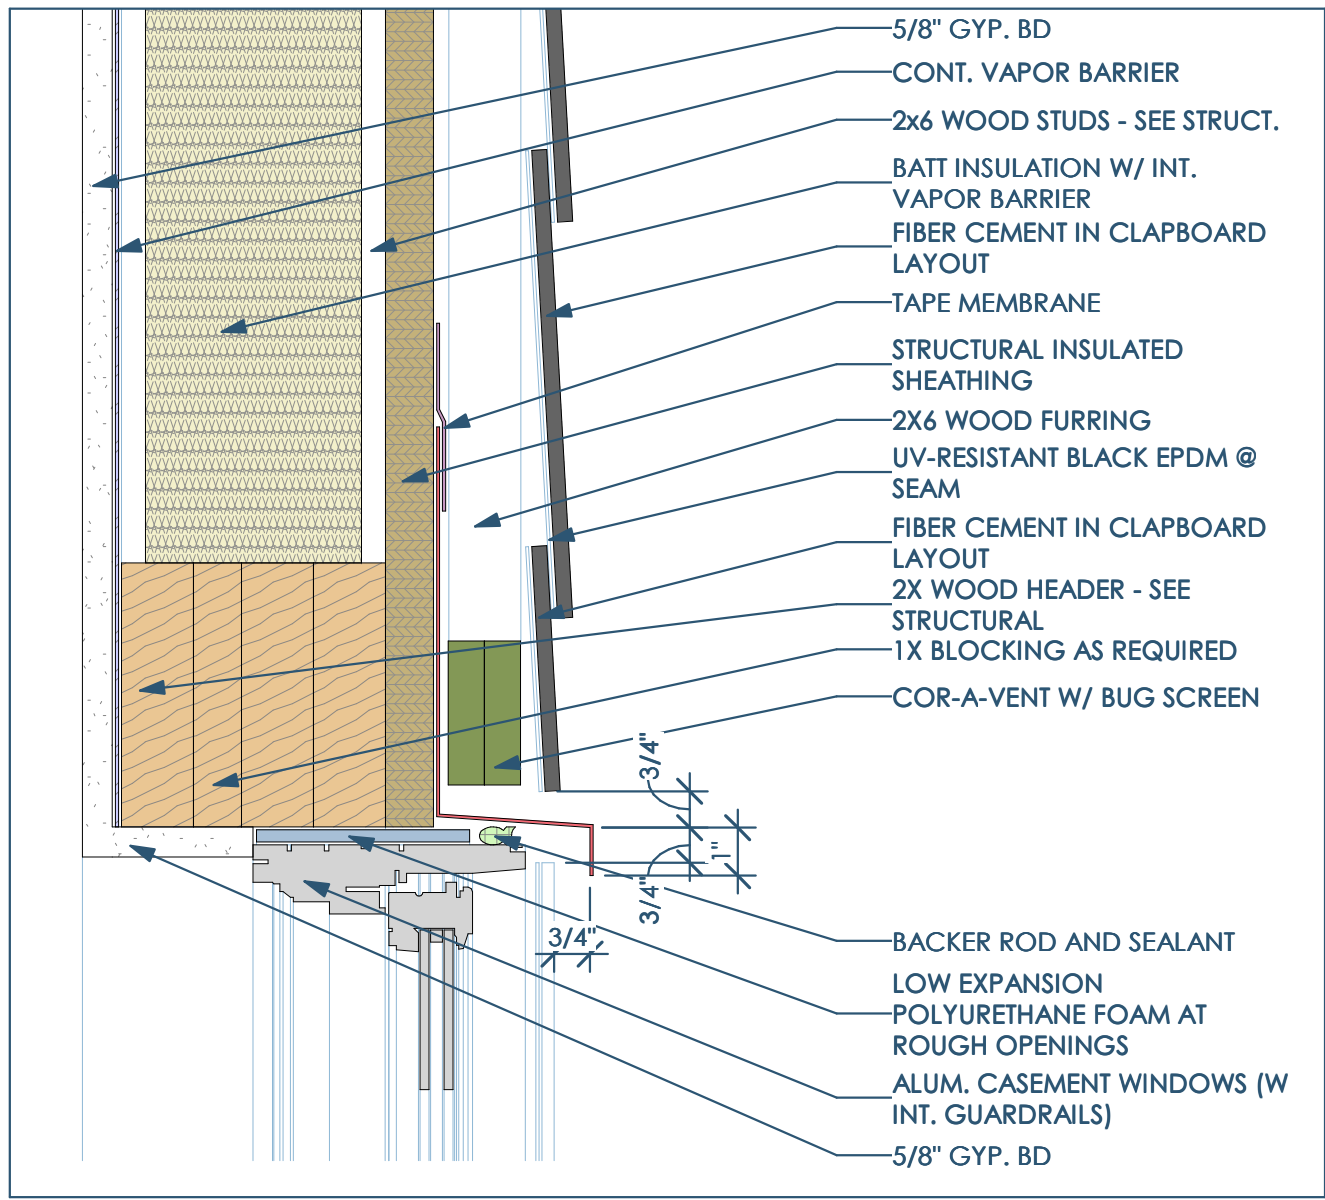 5/8" GYP. BD
CONT. VAPOR BARRIER
2x6 WOOD STUDS - SEE STRUCT.
BATT INSULATION W/ INT.
VAPOR BARRIER
FIBER CEMENT IN CLAPBOARD
LAYOUT
TAPE MEMBRANE
STRUCTURAL INSULATED
SHEATHING
2X6 WOOD FURRING
UV-RESISTANT BLACK EPDM @
SEAM
FIBER CEMENT IN CLAPBOARD
LAYOUT
2X WOOD HEADER - SEE
STRUCTURAL
1X BLOCKING AS REQUIRED
COR-A-VENT W/ BUG SCREEN
3/4"
1"
3/4"
3/4"
BACKER ROD AND SEALANT
LOW EXPANSION
POLYURETHANE FOAM AT
ROUGH OPENINGS
ALUM. CASEMENT WINDOWS (W
INT. GUARDRAILS)
5/8" GYP. BD